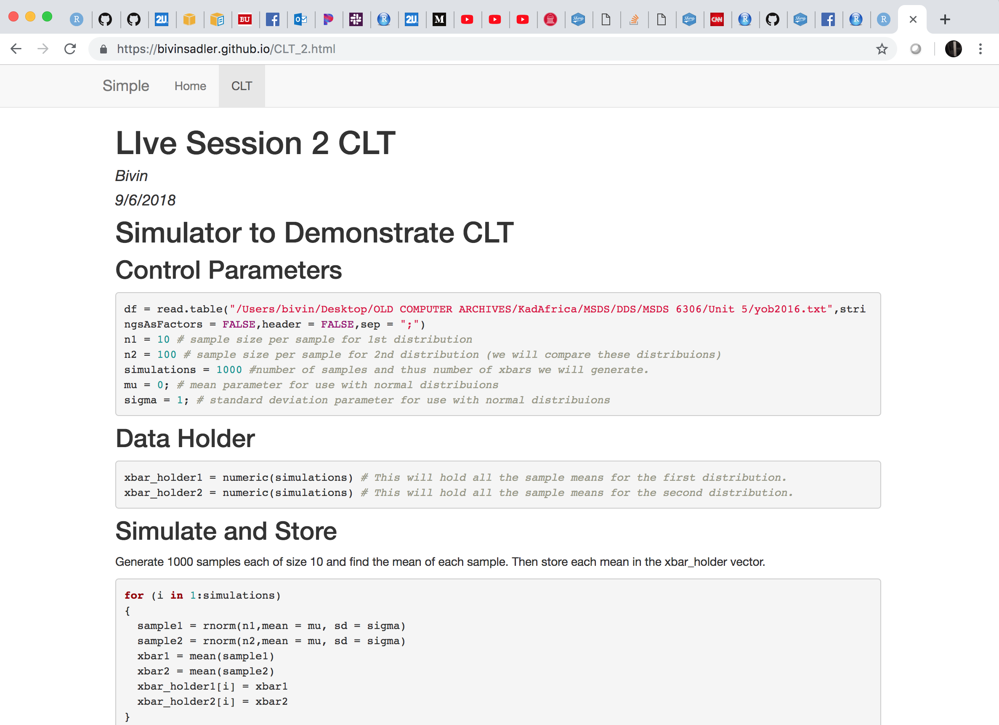 https://bivinsadler.github.io/CLT_2.html
Simple Home CLT
LIve Session 2 CLT
Bivin
9/6/2018
Simulator to Demonstrate CLT
Control Parameters
df = read.table("/Users/bivin/Desktop/OLD COMPUTER ARCHIVES/KadAfrica/MSDS/DDS/MSDS 6306/Unit 5/yob2016.txt",stri
ngsAsFactors = FALSE,header = FALSE,sep = ";")
n1 = 10 # sample size per sample for 1st distribution
n2 = 100 # sample size per sample for 2nd distribution (we will compare these distribuions)
simulations = 1000 #number of samples and thus number of xbars we will generate.
mu = 0; # mean parameter for use with normal distribuions
sigma = 1; # standard deviation parameter for use with normal distribuions
Data Holder
xbar_holder1 = numeric(simulations) # This will hold all the sample means for the first distribution.
xbar_holder2 = numeric(simulations) # This will hold all the sample means for the second distribution.
Simulate and Store
Generate 1000 samples each of size 10 and find the mean of each sample. Then store each mean in the xbar_holder vector.
for (i in 1:simulations)
{
  sample1 = rnorm(n1,mean = mu, sd = sigma)
  sample2 = rnorm(n2,mean = mu, sd = sigma)
  xbar1 = mean(sample1)
  xbar2 = mean(sample2)
  xbar_holder1[i] = xbar1
  xbar_holder2[i] = xbar2
}